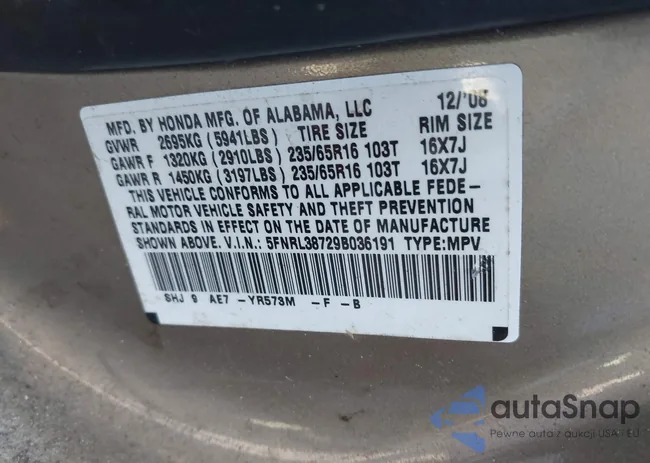 MFD. BY HONDA MFG. OF ALABAMA, LLC 12/'08
GVWR 2695KG (5941LBS) TIRE SIZE RIM SIZE
GAWR F 1320KG (2910LBS) 235/65R16 103T 16X7J
GAWR R 1450KG (3197LBS) 235/65R16 103T 16X7J
THIS VEHICLE CONFORMS TO ALL APPLICABLE FEDE-
RAL MOTOR VEHICLE SAFETY AND THEFT PREVENTION
STANDARDS IN EFFECT ON THE DATE OF MANUFACTURE
SHOWN ABOVE. V.I.N.: 5FNRL38729B036191 TYPE:MPV
SHJ 9 AE7 -YR573M -F -B
autaSnap
Pewne auta z aukcji USA / EU